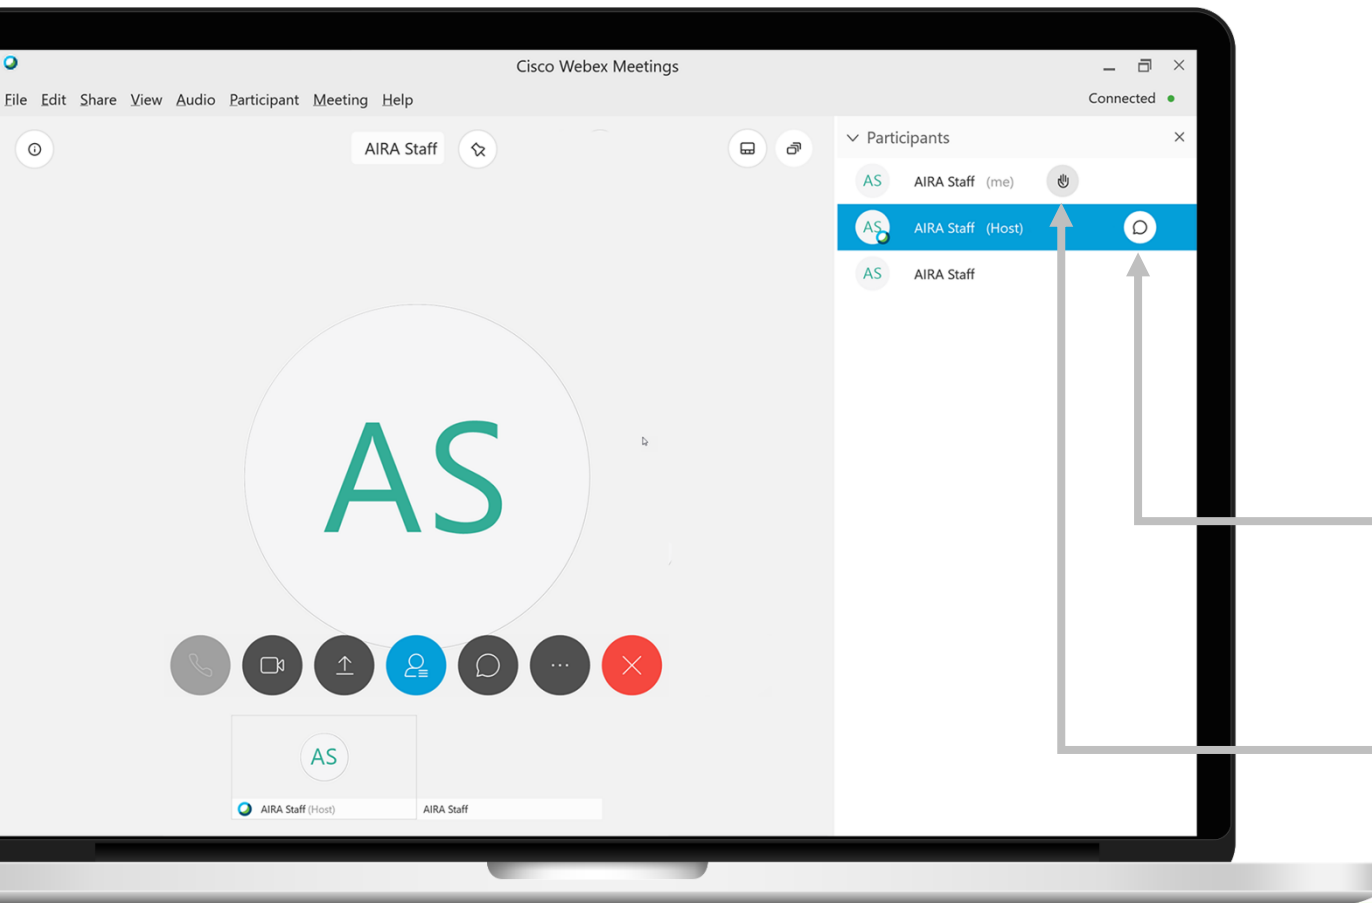 Cisco Webex Meetings
File Edit Share View Audio Participant Meeting Help
Connected
AIRA Staff
Participants
AS AIRA Staff (me)
AS AIRA Staff (Host)
AS AIRA Staff
AS
AS
AIRA Staff (Host)
AIRA Staff